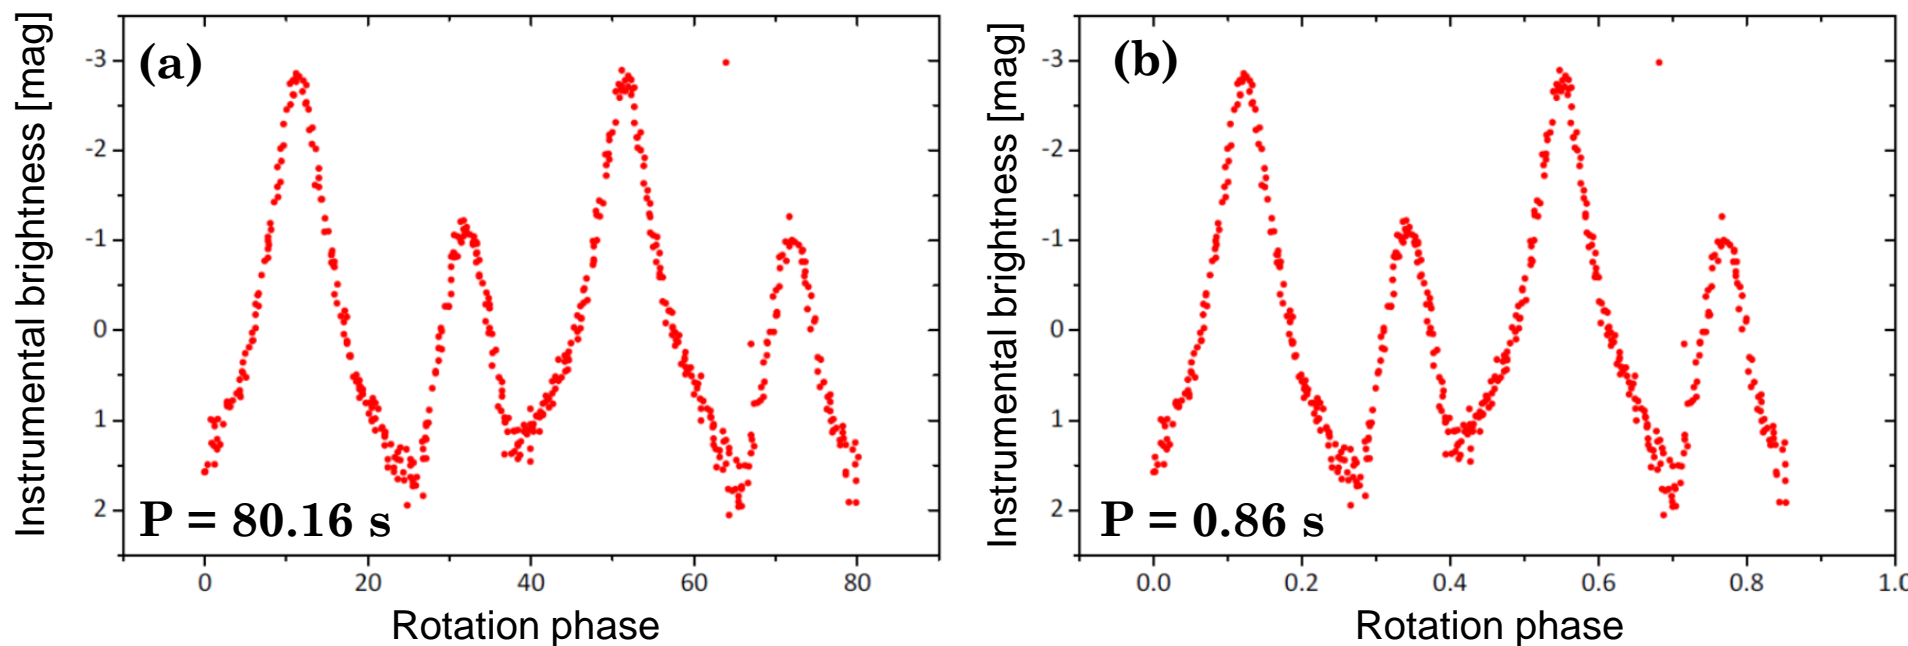 Instrumental brightness [mag]
(a)
-3
-2
-1
0
1
2
P = 80.16 s
0 20 40 60 80
Rotation phase
Instrumental brightness [mag]
(b)
-3
-2
-1
0
1
2
P = 0.86 s
0.0 0.2 0.4 0.6 0.8 1.0
Rotation phase